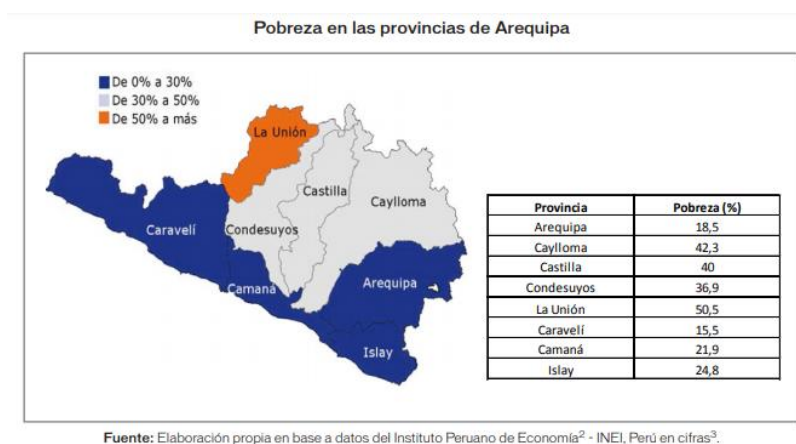 Pobreza en las provincias de Arequipa
De 0% a 30%
De 30% a 50%
De 50% a más
La Unión
Castilla
Caylloma
Caravelí
Condesuyos
Camaná
Arequipa
Islay
Provincia Pobreza (%)
Arequipa 18,5
Caylloma 42,3
Castilla 40
Condesuyos 36,9
La Unión 50,5
Caravelí 15,5
Camaná 21,9
Islay 24,8
Fuente: Elaboración propia en base a datos del Instituto Peruano de Economía² - INEI, Perú en cifras³.